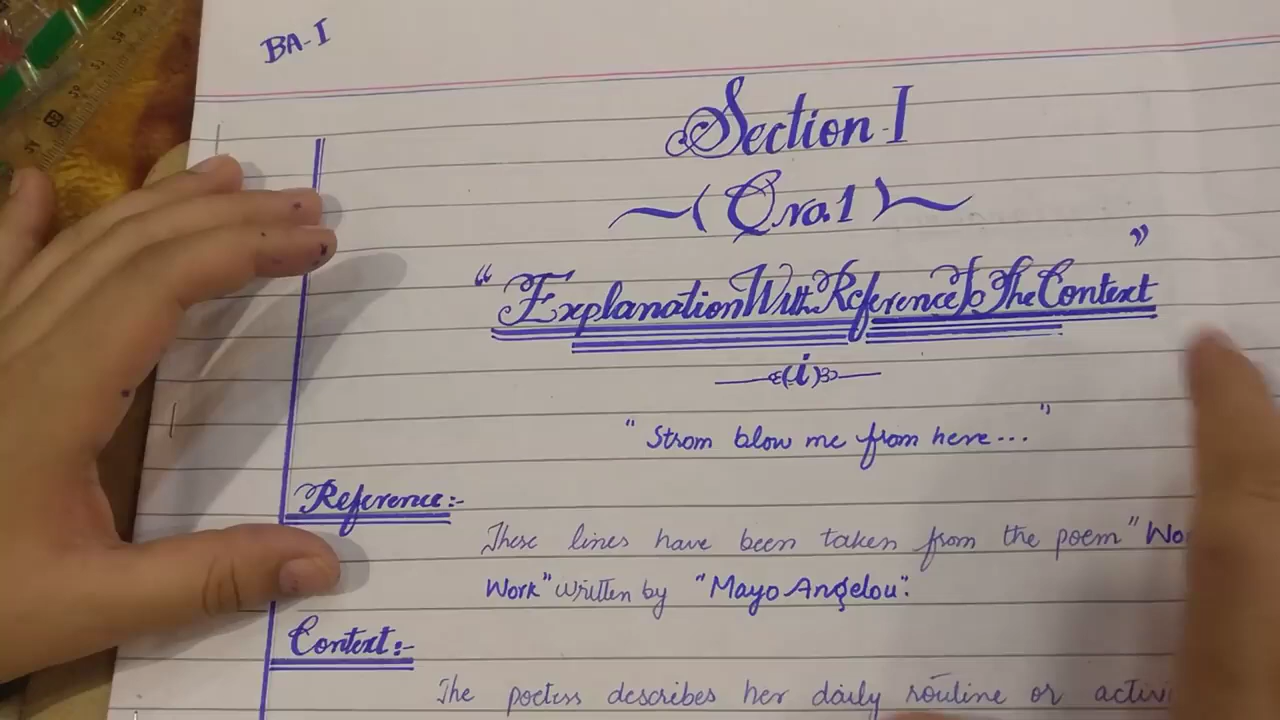 BA-I
Section-I
(Q no.1)
"Explanation With Reference To The Context"
(i)
"Strom blow me from here..."
Reference:-
These lines have been taken from the poem "Wo
Work" written by "Mayo Angelou".
Context:-
The poetess describes her daily routine or activi